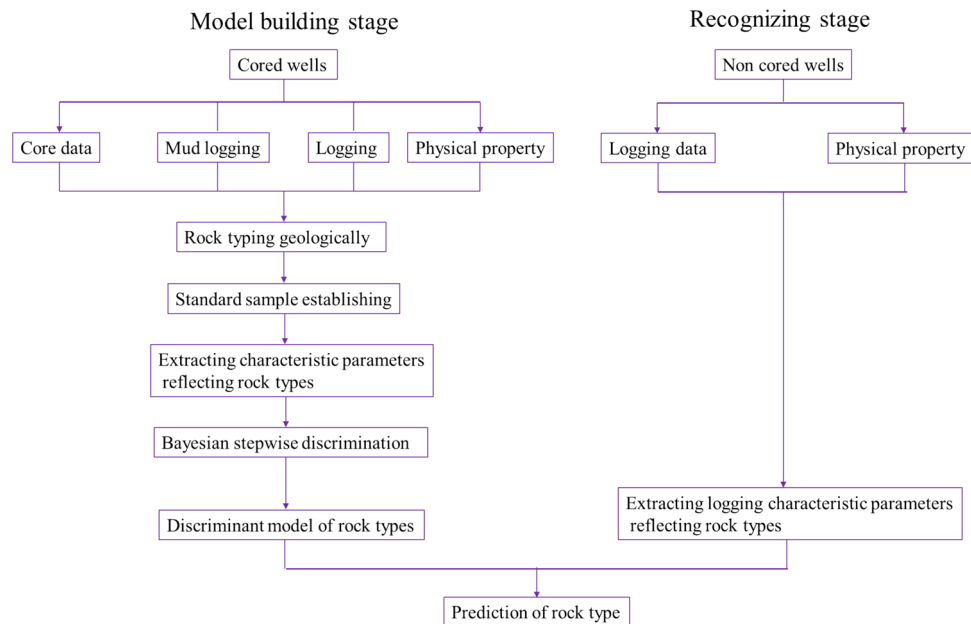 Model building stage
Recognizing stage
Cored wells
Non cored wells
Core data
Mud logging
Logging
Physical property
Logging data
Physical property
Rock typing geologically
Standard sample establishing
Extracting characteristic parameters
reflecting rock types
Bayesian stepwise discrimination
Discriminant model of rock types
Extracting logging characteristic parameters
reflecting rock types
Prediction of rock type